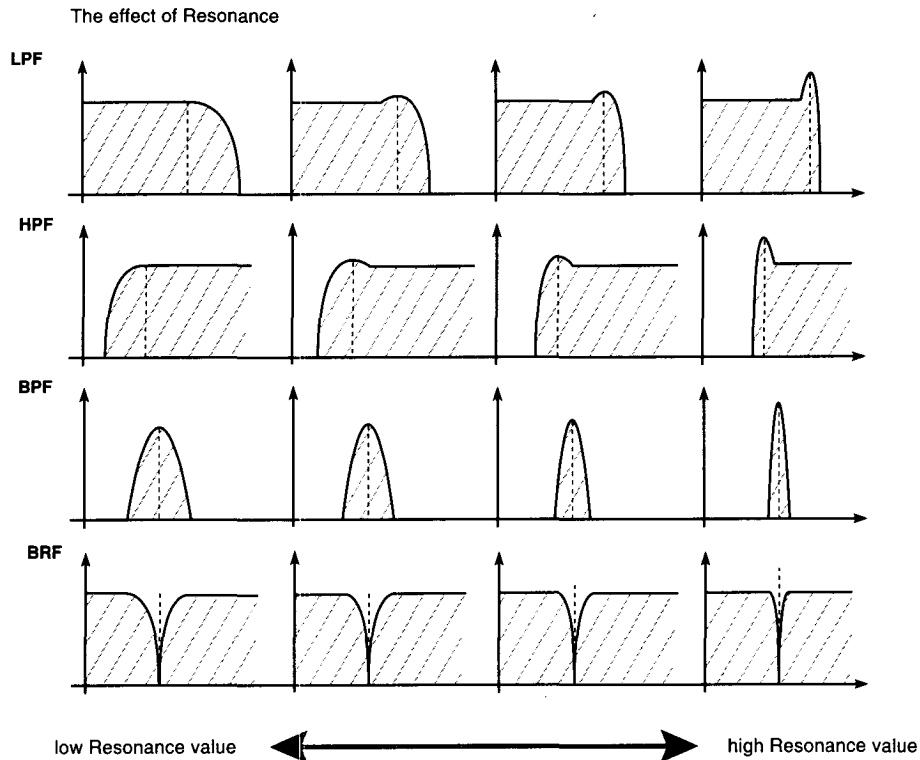 The effect of Resonance
LPF
HPF
BPF
BRF
low Resonance value
high Resonance value